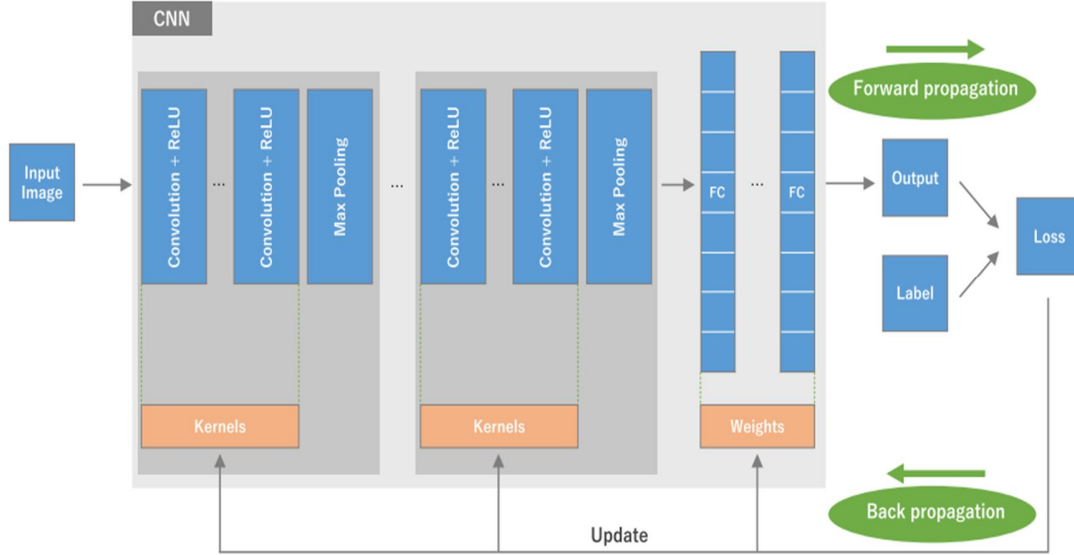 CNN
Forward propagation
Input
Image
Convolution + ReLU
...
Convolution + ReLU
Max Pooling
...
Convolution + ReLU
...
Convolution + ReLU
Max Pooling
FC
...
FC
Output
Label
Loss
Kernels
Kernels
Weights
Back propagation
Update